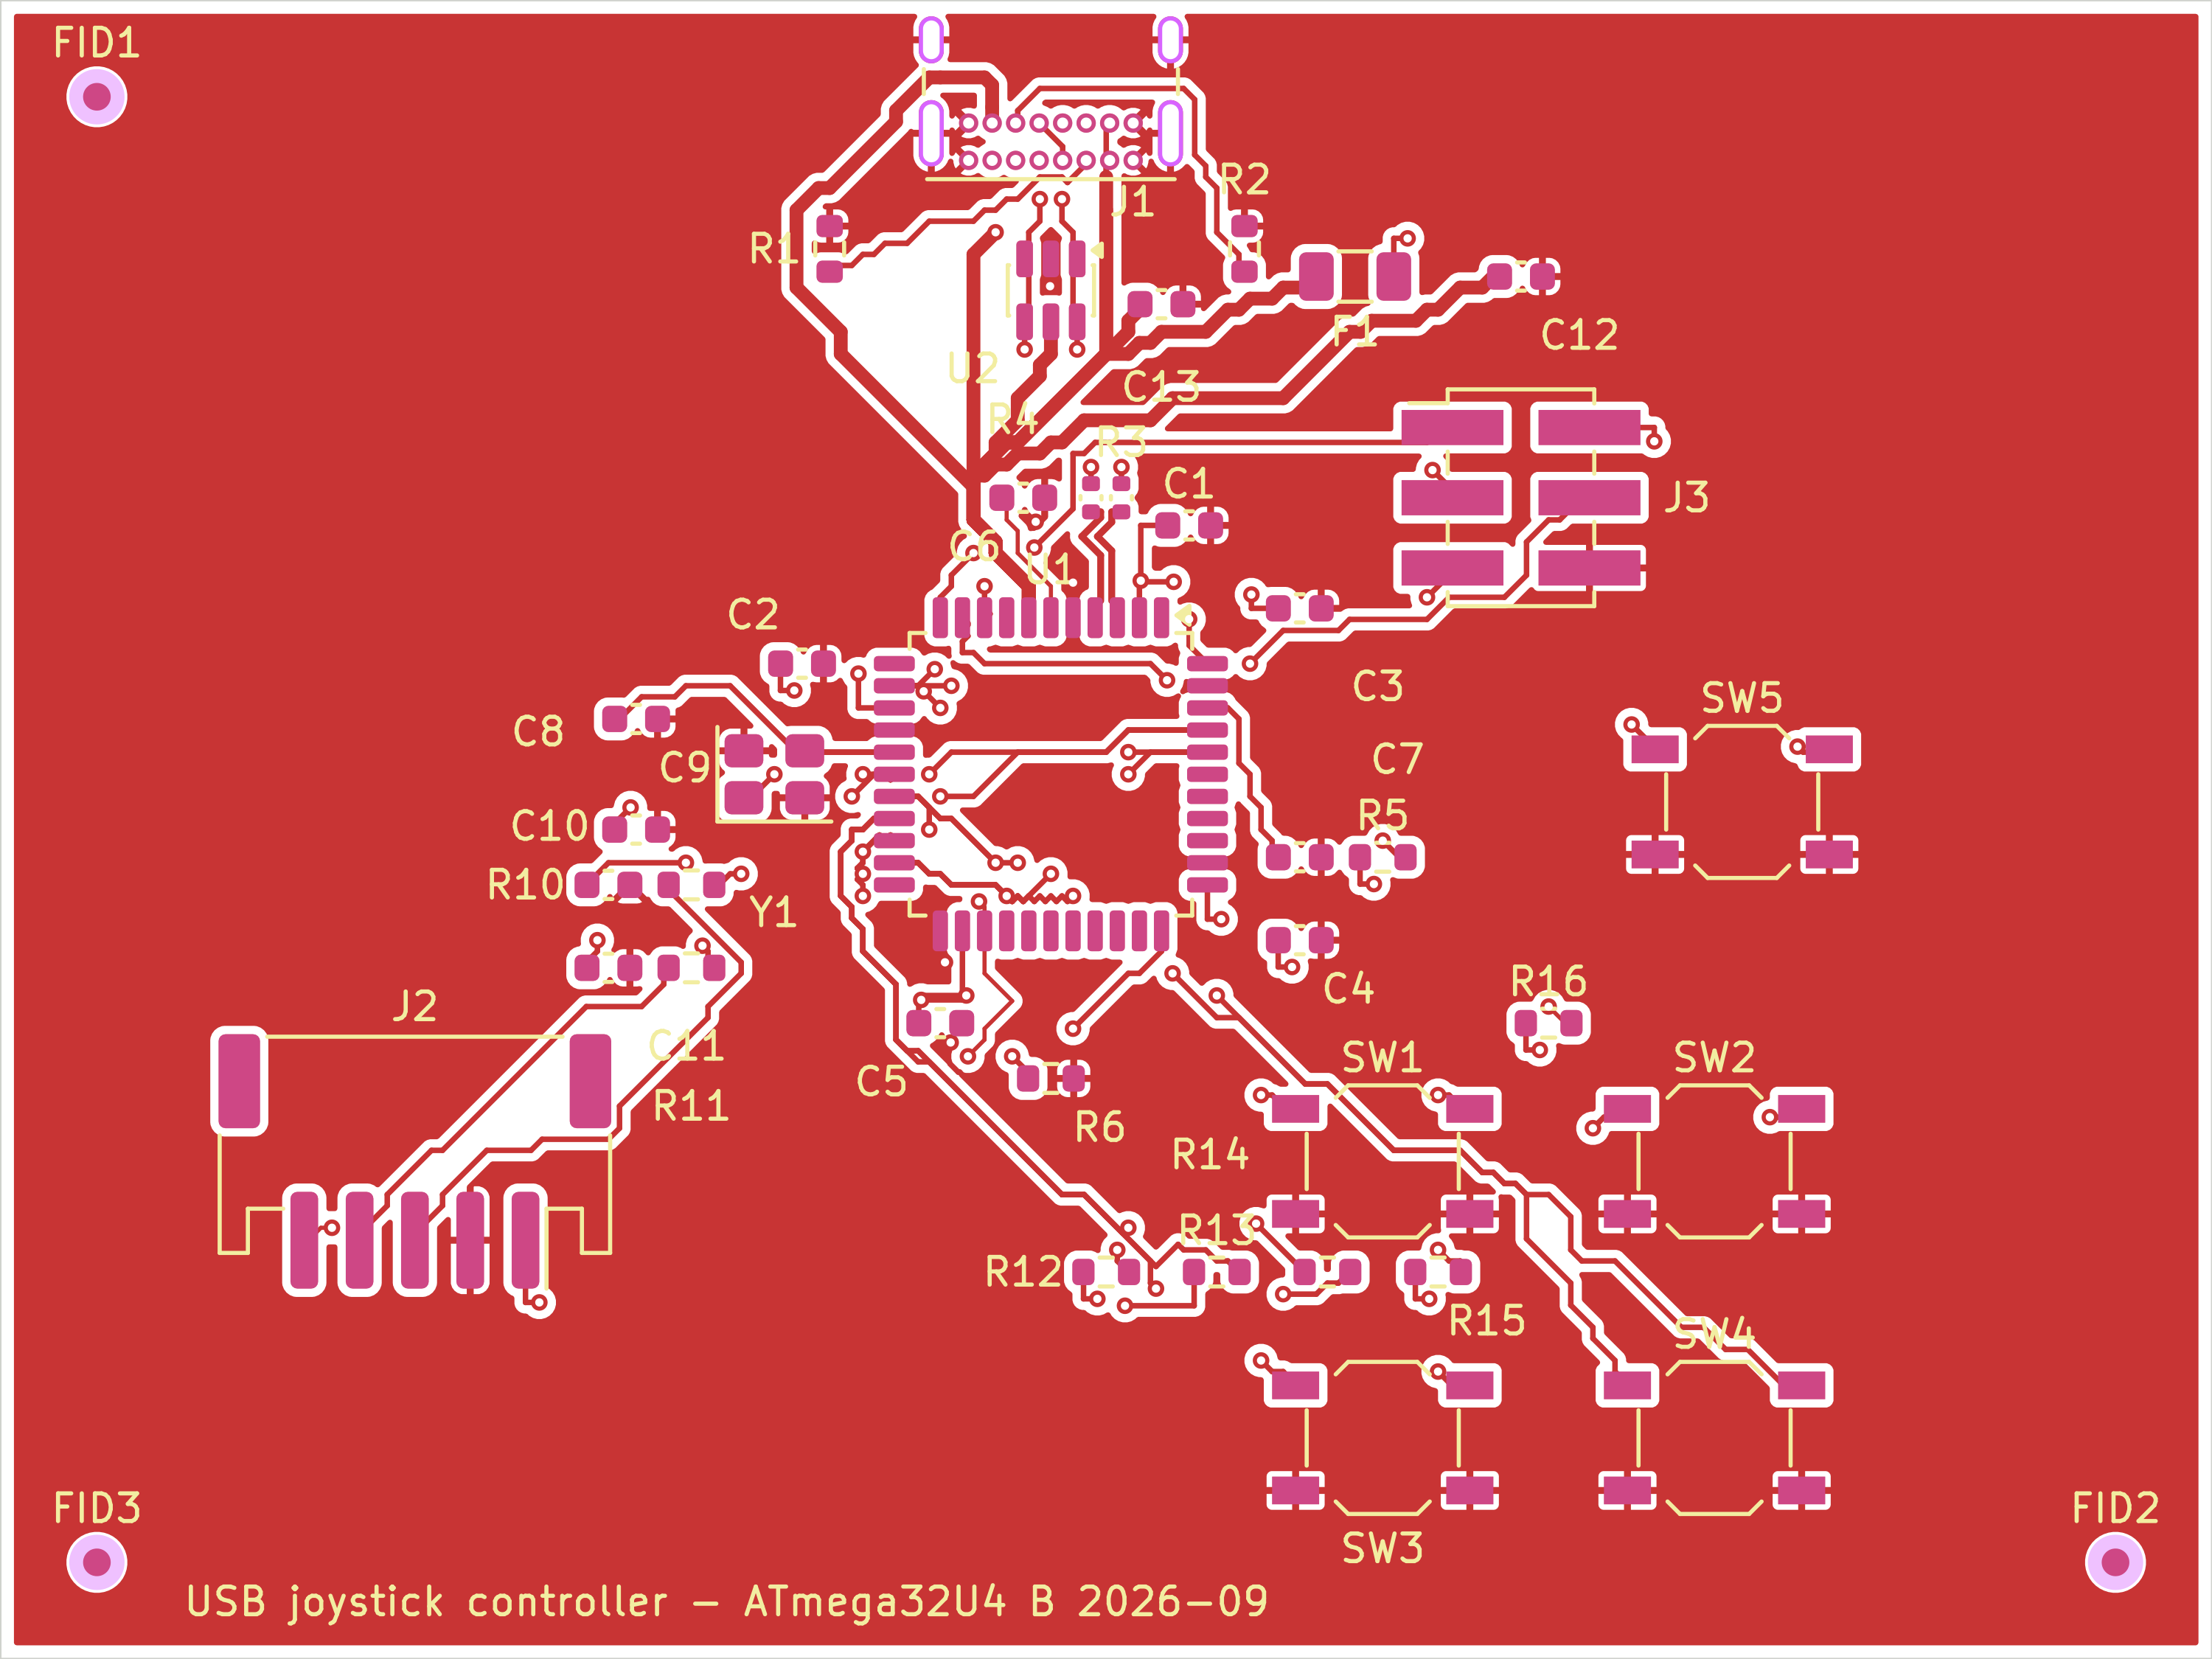 FID1
J1
R2
R1
U2
F1
C12
C13
R4
R3
C1
J3
C6
U1
C2
C3
SW5
C8
C9
C7
C10
R5
R10
Y1
J2
C4
R16
C11
SW1
SW2
C5
R11
R6
R14
R13
R12
R15
SW4
FID3
FID2
SW3
USB joystick controller - ATmega32U4 B 2026-09